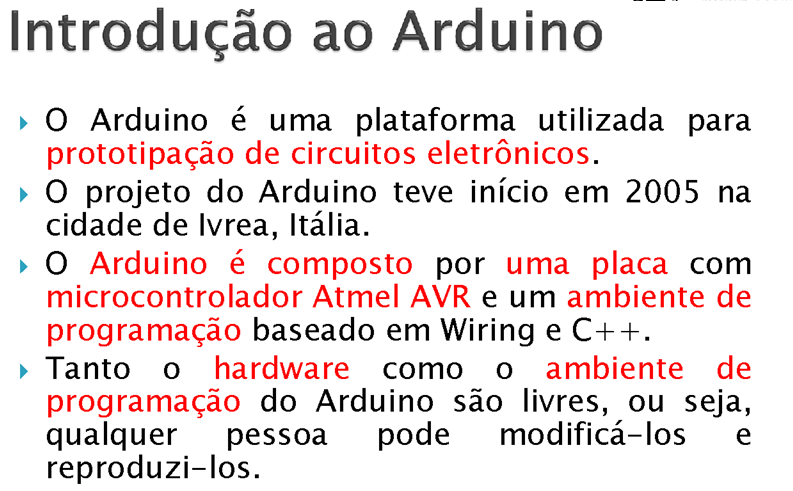 Introdução ao Arduino
O Arduino é uma plataforma utilizada para
prototipação de circuitos eletrônicos.
O projeto do Arduino teve início em 2005 na
cidade de Ivrea, Itália.
O Arduino é composto por uma placa com
microcontrolador Atmel AVR e um ambiente de
programação baseado em Wiring e C++.
Tanto o hardware como o ambiente de
programação do Arduino são livres, ou seja,
qualquer pessoa pode modificá-los e
reproduzi-los.